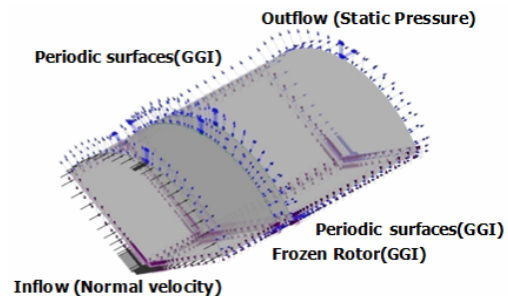 Outflow (Static Pressure)
Periodic surfaces(GGI)
Periodic surfaces(GGI)
Frozen Rotor(GGI)
Inflow (Normal velocity)